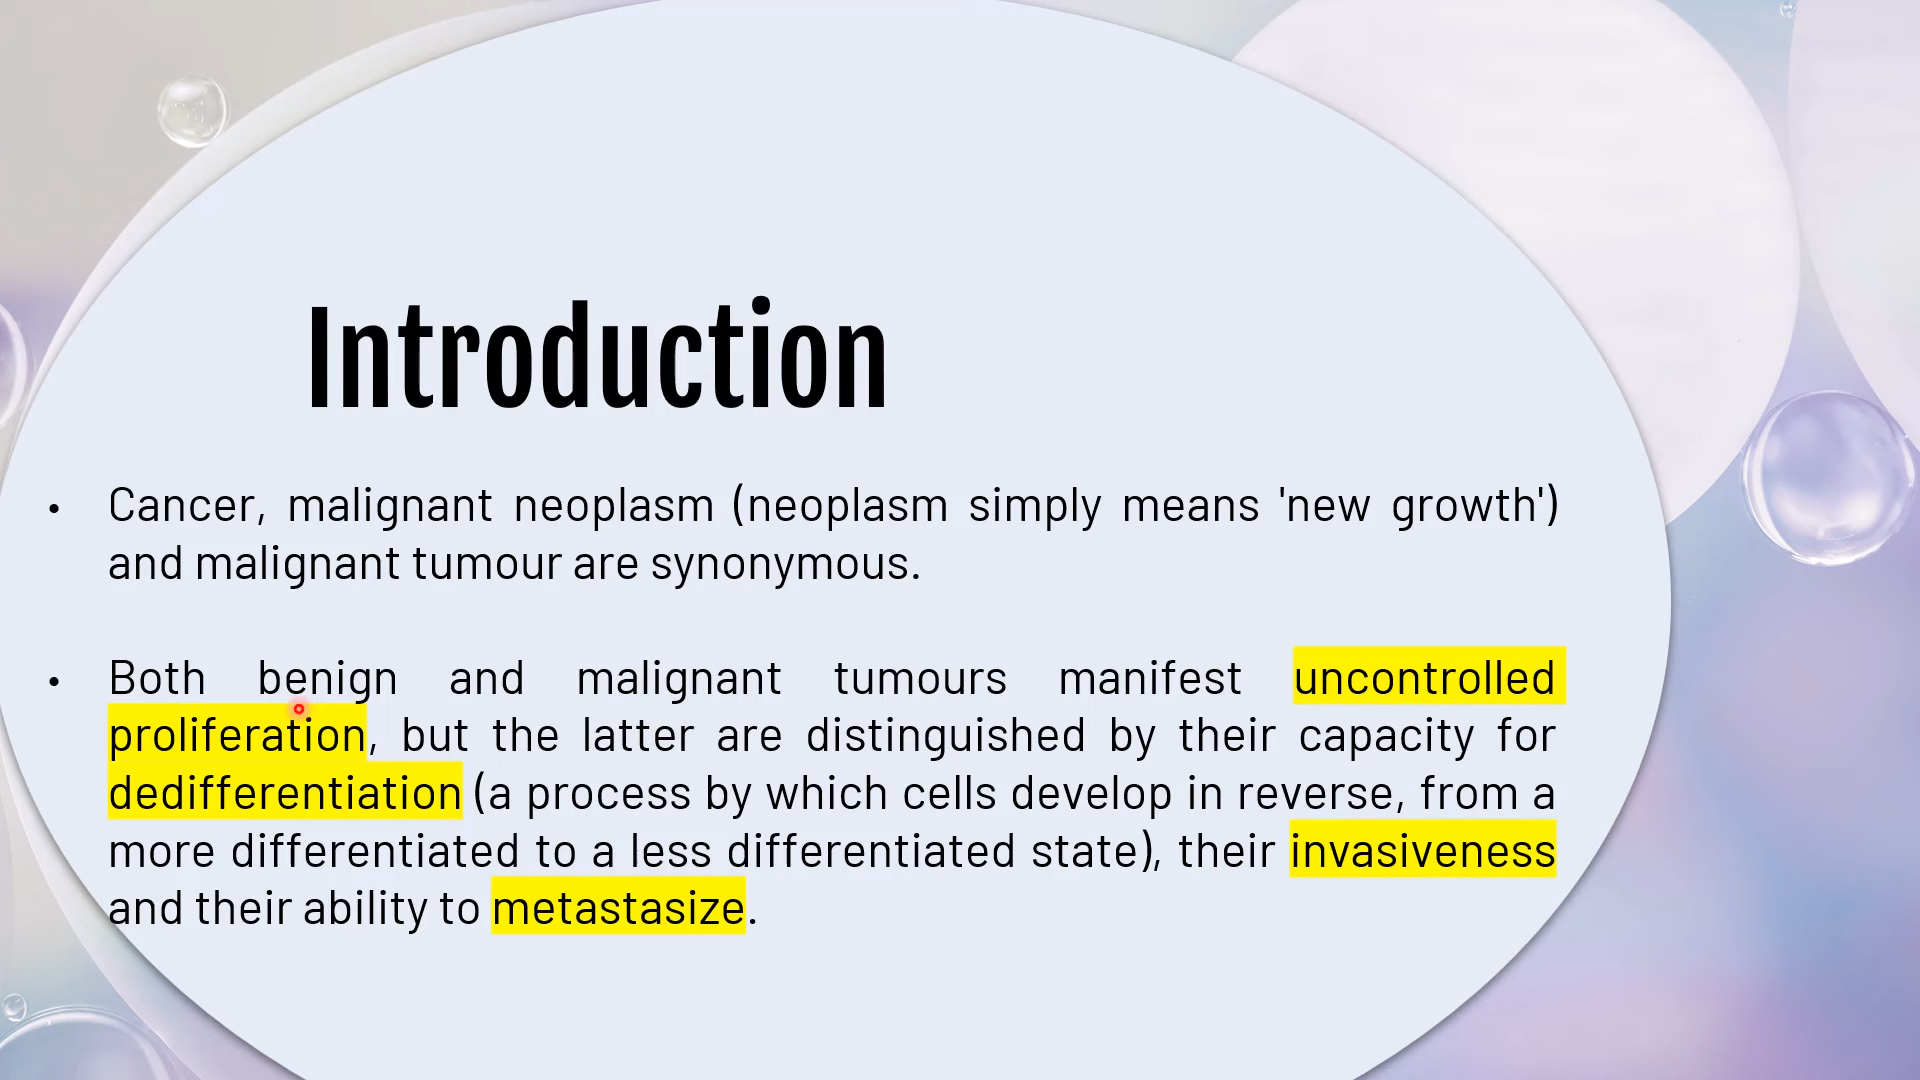 Introduction
• Cancer, malignant neoplasm (neoplasm simply means 'new growth')
and malignant tumour are synonymous.
• Both benign and malignant tumours manifest uncontrolled
proliferation, but the latter are distinguished by their capacity for
dedifferentiation (a process by which cells develop in reverse, from a
more differentiated to a less differentiated state), their invasiveness
and their ability to metastasize.